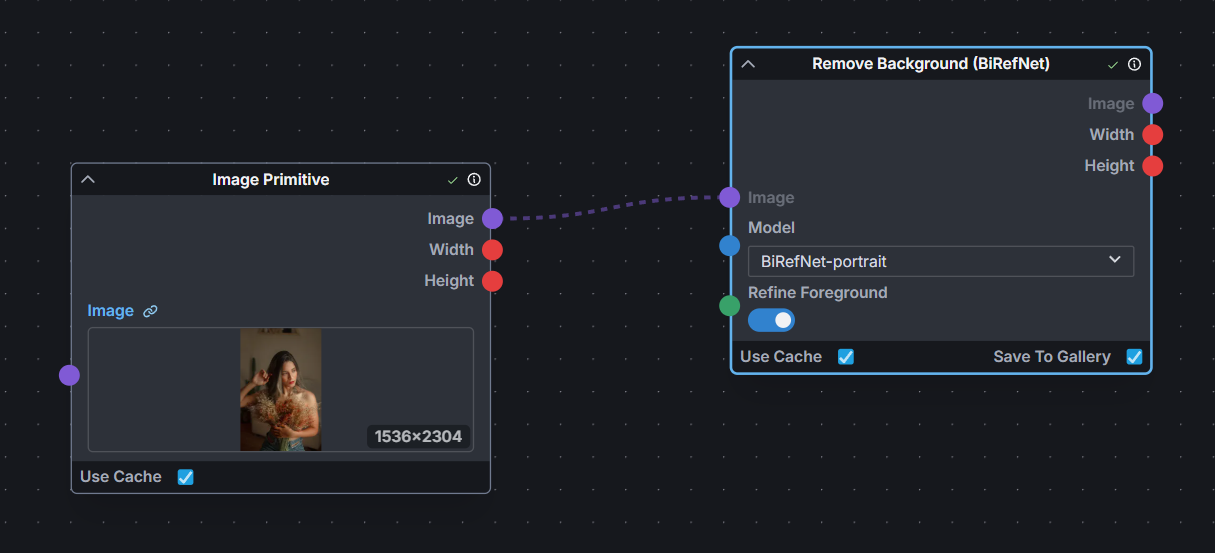 Image Primitive
Image
Width
Height
Image
1536×2304
Use Cache
Remove Background (BiRefNet)
Image
Width
Height
Image
Model
BiRefNet-portrait
Refine Foreground
Use Cache
Save To Gallery